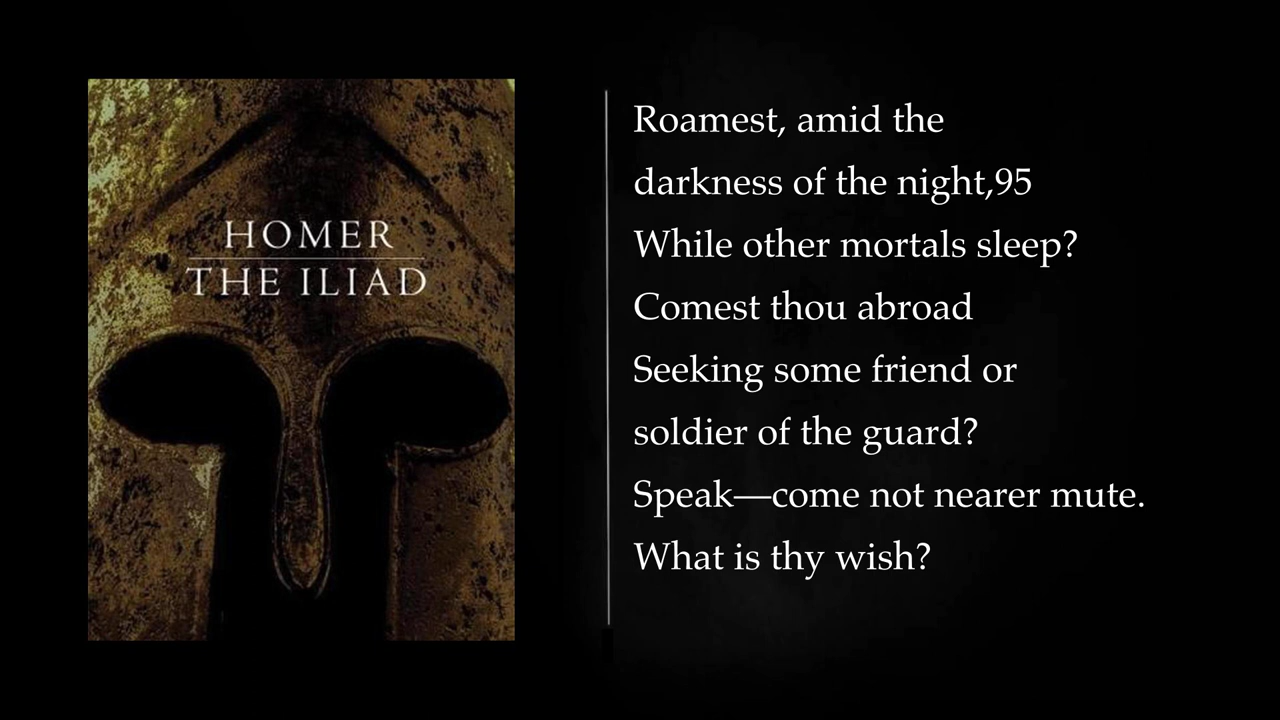 HOMER
THE ILIAD
Roamest, amid the
darkness of the night,95
While other mortals sleep?
Comest thou abroad
Seeking some friend or
soldier of the guard?
Speak—come not nearer mute.
What is thy wish?